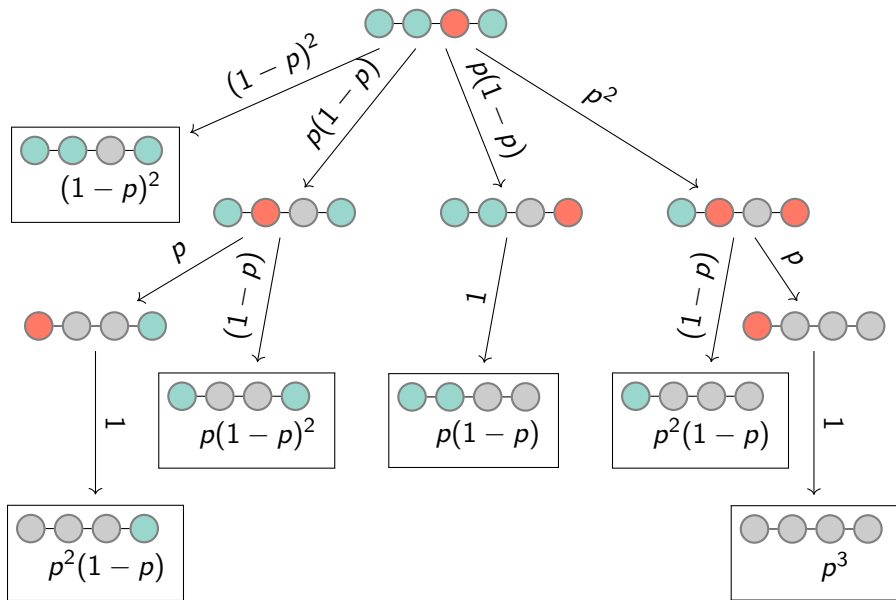 (1 − p)²
p(1 − p)
p(1 − p)
p²
(1 − p)²
p
(1 − p)
1
(1 − p)
p
1
p(1 − p)²
p(1 − p)
p²(1 − p)
1
p²(1 − p)
p³